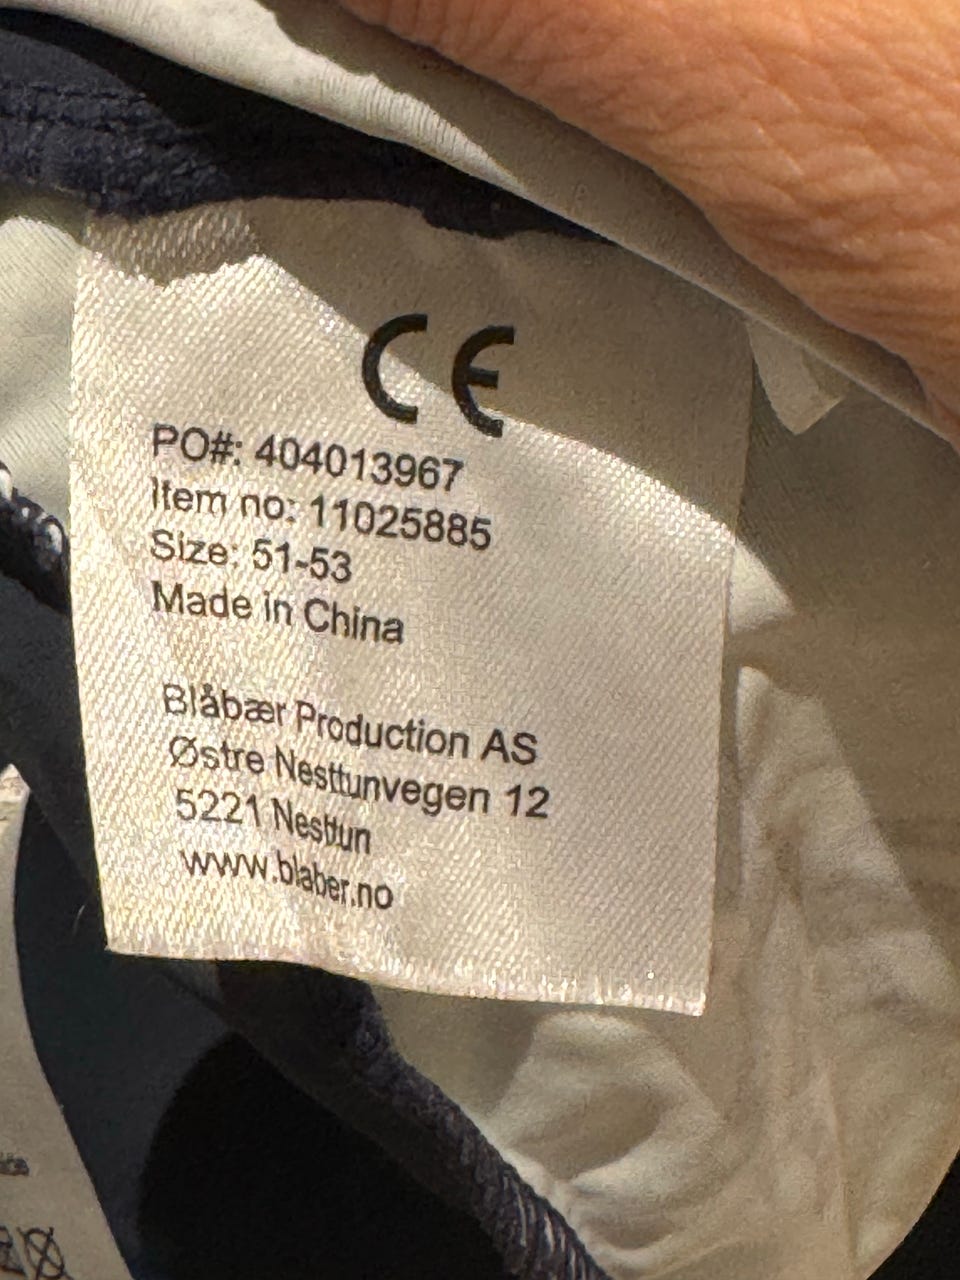 CE
PO#: 404013967
Item no: 11025885
Size: 51-53
Made in China
Blåbær Production AS
Østre Nesttunvegen 12
5221 Nesttun
www.blaber.no